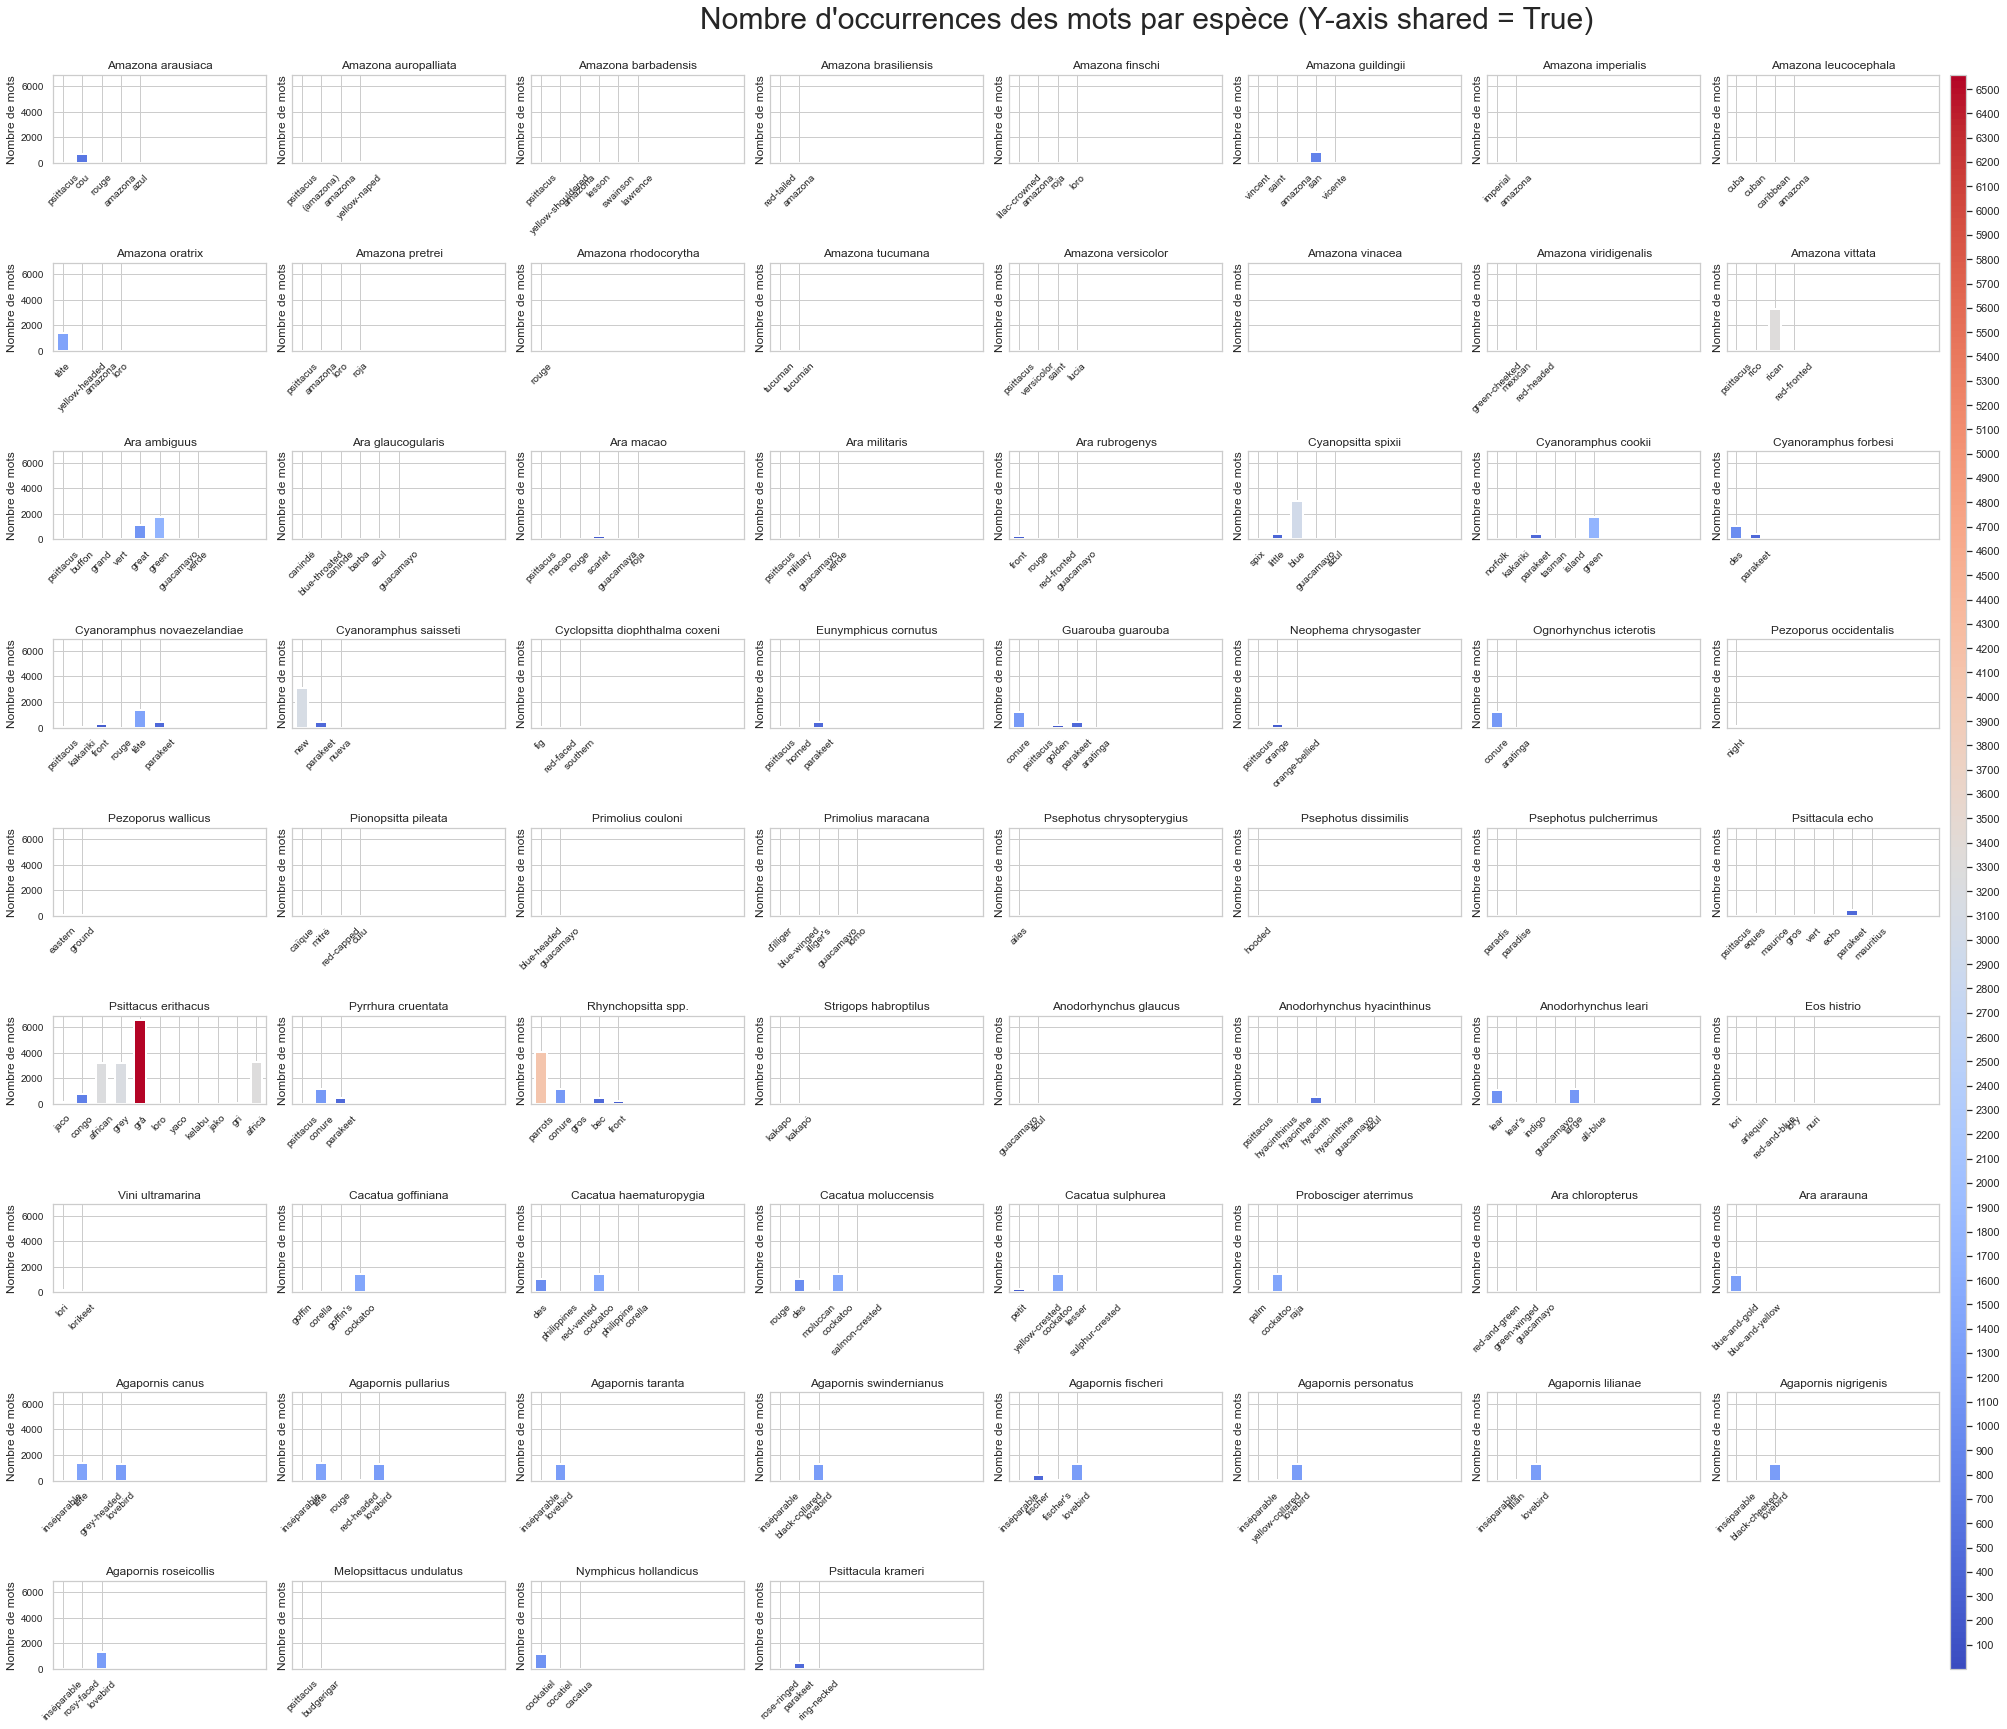 Nombre d'occurrences des mots par espèce (Y-axis shared = True)
Amazona arausiaca
Amazona auropalliata
Amazona barbadensis
Amazona brasiliensis
Amazona finschi
Amazona guildingii
Amazona imperialis
Amazona leucocephala
Nombre de mots
6000
4000
2000
0
psittacus cou rouge amazona azul
psittacus (amazona) amazona yellow-naped
psittacus yellow-shouldered amazona lesson swainson lawrence
red-tailed amazona
lilac-crowned amazona roja loro
vincent saint amazona san vicente
imperial amazona
cuba cuban caribbean amazona
Amazona oratrix
Amazona pretrei
Amazona rhodocorytha
Amazona tucumana
Amazona versicolor
Amazona vinacea
Amazona viridigenalis
Amazona vittata
tête yellow-headed amazona loro
psittacus amazona loro roja
rouge
tucuman tucumán
psittacus versicolor saint lucia
green-cheeked mexican red-headed
psittacus rico rican red-fronted
Ara ambiguus
Ara glaucogularis
Ara macao
Ara militaris
Ara rubrogenys
Cyanopsitta spixii
Cyanoramphus cookii
Cyanoramphus forbesi
psittacus buffon grand vert great green guacamayo verde
canindé blue-throated caninde barba azul guacamayo
psittacus macao rouge scarlet guacamaya roja
psittacus military guacamayo verde
front rouge red-fronted guacamayo
spix little blue guacamayo azul
norfolk kakariki parakeet tasman island green
des parakeet
Cyanoramphus novaezelandiae
Cyanoramphus saisseti
Cyclopsitta diophthalma coxeni
Eunymphicus cornutus
Guarouba guarouba
Neophema chrysogaster
Ognorhynchus icterotis
Pezoporus occidentalis
psittacus kakariki front rouge tête parakeet
new parakeet nueva
fig red-faced southern
psittacus horned parakeet
conure psittacus golden parakeet aratinga
psittacus orange orange-bellied
conure aratinga
night
Pezoporus wallicus
Pionopsitta pileata
Primolius couloni
Primolius maracana
Psephotus chrysopterygius
Psephotus dissimilis
Psephotus pulcherrimus
Psittacula echo
eastern ground
caïque mitré red-capped
blue-headed guacamayo
d'illiger blue-winged illiger's guacamayo lomo
ailes
hooded
paradis paradise
psittacus eques maurice gros vert echo parakeet mauritius
Psittacus erithacus
Pyrrhura cruentata
Rhynchopsitta spp.
Strigops habroptilus
Anodorhynchus glaucus
Anodorhynchus hyacinthinus
Anodorhynchus leari
Eos histrio
jaco congo african grey loro yaco kelabu jako gri africa
psittacus conure parakeet
parrots conure gros bec front
kakapo kakapó
guacamayo azul
psittacus hyacinthinus hyacinthe hyacinth hyacinthine guacamayo azul
lear lear's indigo guacamayo large all-blue
lori arlequin red-and-blue lory nuri
Vini ultramarina
Cacatua goffiniana
Cacatua haematuropygia
Cacatua moluccensis
Cacatua sulphurea
Probosciger aterrimus
Ara chloropterus
Ara ararauna
lori lorikeet
goffin corella goffin's cockatoo
des philippines red-vented cockatoo philippine corella
rouge des moluccan cockatoo salmon-crested
petit yellow-crested cockatoo lesser sulphur-crested
palm cockatoo raja
red-and-green green-winged guacamayo
blue-and-gold blue-and-yellow
Agapornis canus
Agapornis pullarius
Agapornis taranta
Agapornis swindernianus
Agapornis fischeri
Agapornis personatus
Agapornis lilianae
Agapornis nigrigenis
inséparable tête grey-headed lovebird
inséparable tête rouge red-headed lovebird
inséparable lovebird
inséparable black-collared lovebird
inséparable fischer fischer's lovebird
inséparable yellow-collared lovebird
inséparable lilian lovebird
inséparable black-cheeked lovebird
Agapornis roseicollis
Melopsittacus undulatus
Nymphicus hollandicus
Psittacula krameri
inséparable rosy-faced lovebird
psittacus budgerigar
cockatiel cocatiel cacatua
rose-ringed parakeet ring-necked